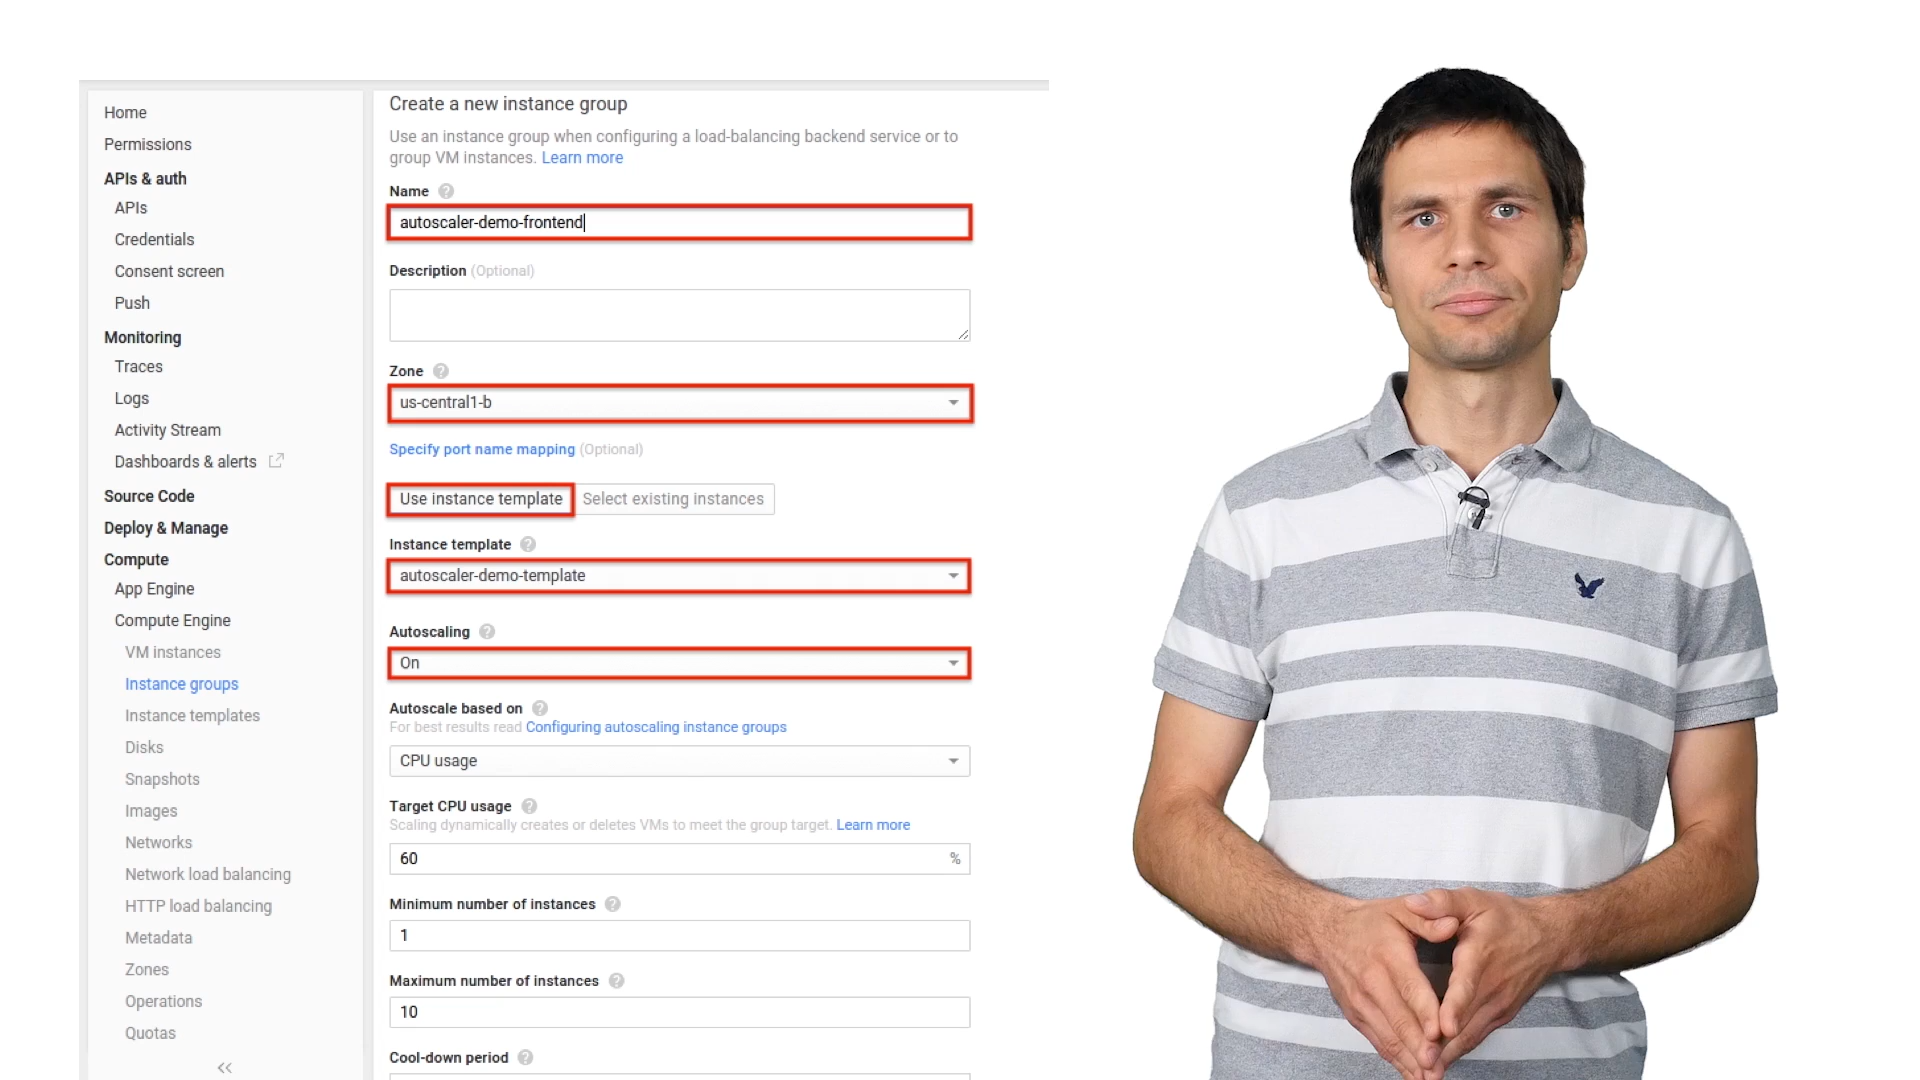 Home
Permissions
APIs & auth
APIs
Credentials
Consent screen
Push
Monitoring
Traces
Logs
Activity Stream
Dashboards & alerts
Source Code
Deploy & Manage
Compute
App Engine
Compute Engine
VM instances
Instance groups
Instance templates
Disks
Snapshots
Images
Networks
Network load balancing
HTTP load balancing
Metadata
Zones
Operations
Quotas
Create a new instance group
Use an instance group when configuring a load-balancing backend service or to
group VM instances. Learn more
Name
autoscaler-demo-frontend
Description (Optional)
Zone
us-central1-b
Specify port name mapping (Optional)
Use instance template Select existing instances
Instance template
autoscaler-demo-template
Autoscaling
On
Autoscale based on
For best results read Configuring autoscaling instance groups
CPU usage
Target CPU usage
Scaling dynamically creates or deletes VMs to meet the group target. Learn more
60 %
Minimum number of instances
1
Maximum number of instances
10
Cool-down period